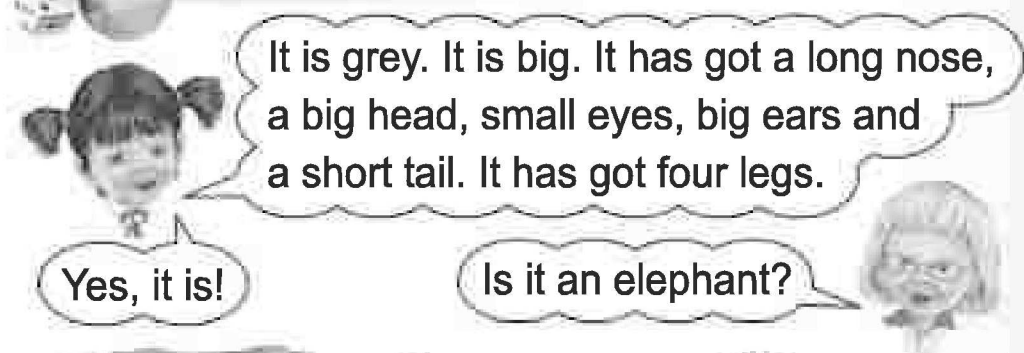 It is grey. It is big. It has got a long nose,
a big head, small eyes, big ears and
a short tail. It has got four legs.
Is it an elephant?
Yes, it is!